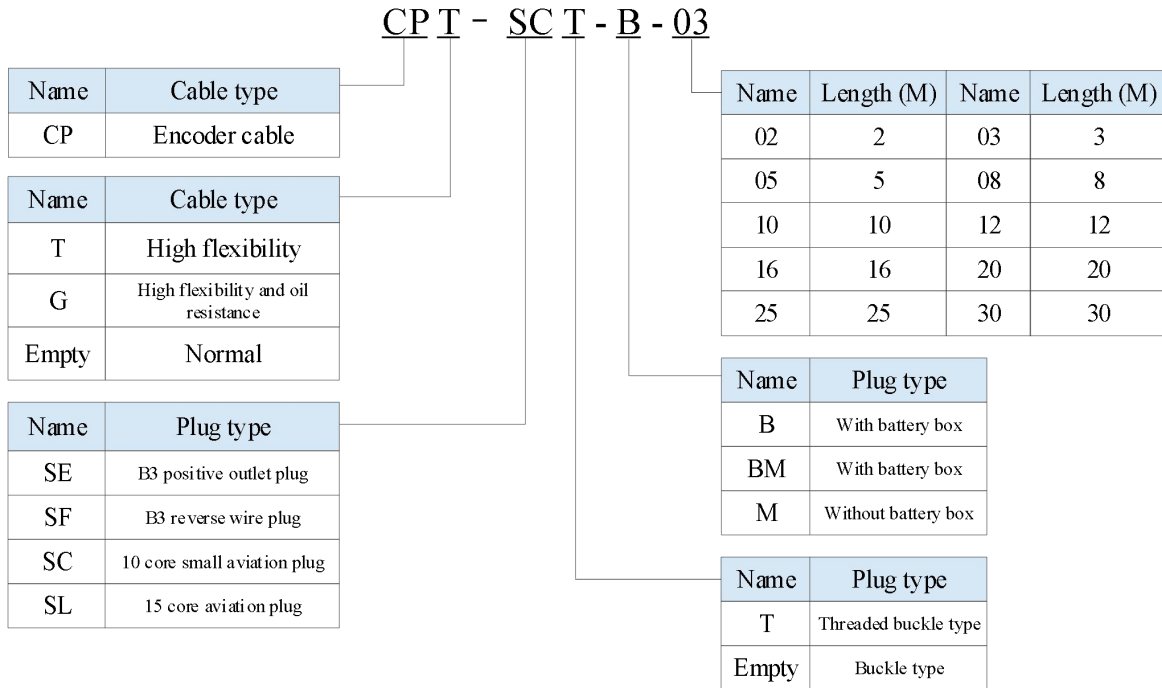 CP T - SC T - B - 03
Name Cable type
CP Encoder cable
Name Cable type
T High flexibility
G High flexibility and oil
resistance
Empty Normal
Name Plug type
SE B3 positive outlet plug
SF B3 reverse wire plug
SC 10 core small aviation plug
SL 15 core aviation plug
Name Length (M) Name Length (M)
02 2 03 3
05 5 08 8
10 10 12 12
16 16 20 20
25 25 30 30
Name Plug type
B With battery box
BM With battery box
M Without battery box
Name Plug type
T Threaded buckle type
Empty Buckle type